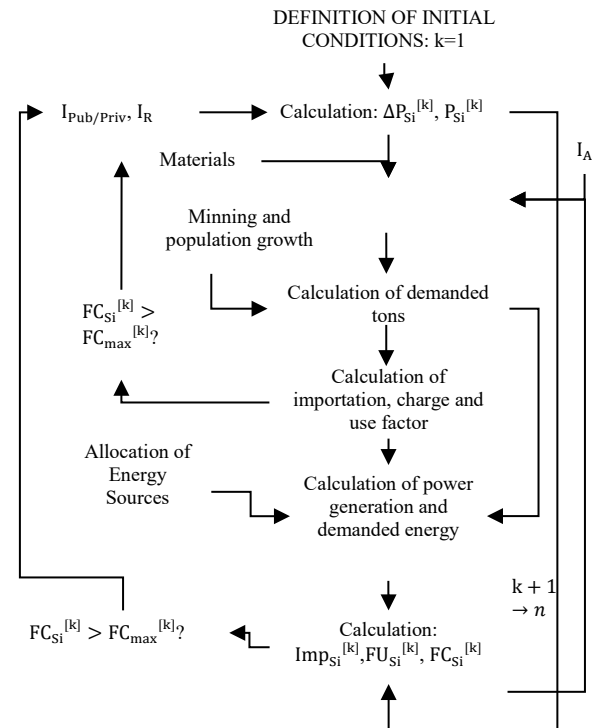 DEFINITION OF INITIAL
CONDITIONS: k=1
I_Pub/Priv, I_R
Calculation: ΔP_Si^[k], P_Si^[k]
Materials
I_A
Minning and
population growth
Calculation of demanded
tons
FC_Si^[k] >
FC_max^[k]?
Calculation of
importation, charge and
use factor
Allocation of
Energy
Sources
Calculation of power
generation and
demanded energy
k + 1
→ n
FC_Si^[k] > FC_max^[k]?
Calculation:
Imp_Si^[k],FU_Si^[k], FC_Si^[k]